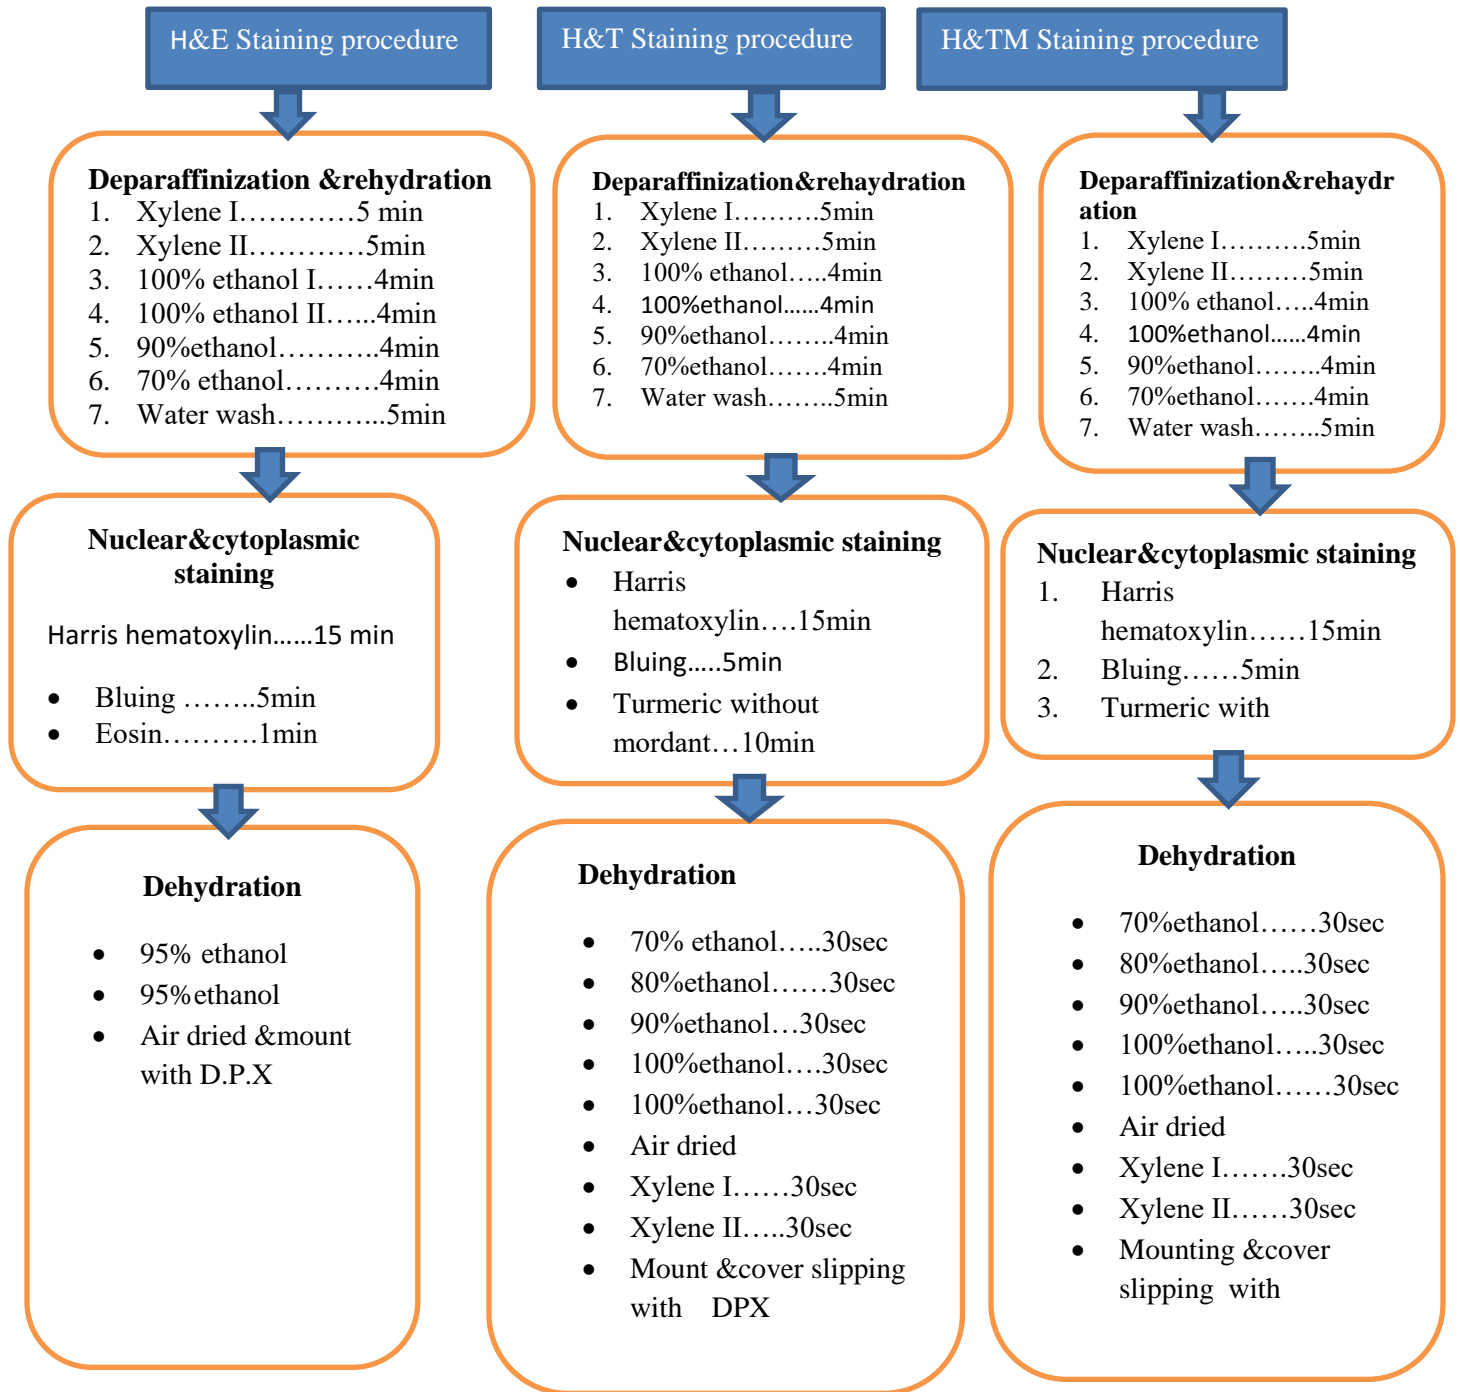 H&E Staining procedure
Deparaffinization &rehydration
1. Xylene I…………5 min
2. Xylene II…………5min
3. 100% ethanol I……4min
4. 100% ethanol II…...4min
5. 90%ethanol………..4min
6. 70% ethanol……….4min
7. Water wash………...5min
Nuclear&cytoplasmic
staining
Harris hematoxylin……15 min
• Bluing ……..5min
• Eosin……….1min
Dehydration
• 95% ethanol
• 95%ethanol
• Air dried &mount
with D.P.X
H&T Staining procedure
Deparaffinization&rehaydration
1. Xylene I……….5min
2. Xylene II………5min
3. 100% ethanol…..4min
4. 100%ethanol……4min
5. 90%ethanol……..4min
6. 70%ethanol…….4min
7. Water wash……..5min
Nuclear&cytoplasmic staining
• Harris
hematoxylin….15min
• Bluing…..5min
• Turmeric without
mordant…10min
Dehydration
• 70% ethanol…..30sec
• 80%ethanol……30sec
• 90%ethanol…30sec
• 100%ethanol….30sec
• 100%ethanol…30sec
• Air dried
• Xylene I……30sec
• Xylene II…..30sec
• Mount &cover slipping
with DPX
H&TM Staining procedure
Deparaffinization&rehaydr
ation
1. Xylene I……….5min
2. Xylene II………5min
3. 100% ethanol…..4min
4. 100%ethanol……4min
5. 90%ethanol……..4min
6. 70%ethanol…….4min
7. Water wash……..5min
Nuclear&cytoplasmic staining
1. Harris
hematoxylin……15min
2. Bluing……5min
3. Turmeric with
Dehydration
• 70%ethanol……30sec
• 80%ethanol…..30sec
• 90%ethanol…..30sec
• 100%ethanol…..30sec
• 100%ethanol……30sec
• Air dried
• Xylene I…….30sec
• Xylene II……30sec
• Mounting &cover
slipping with